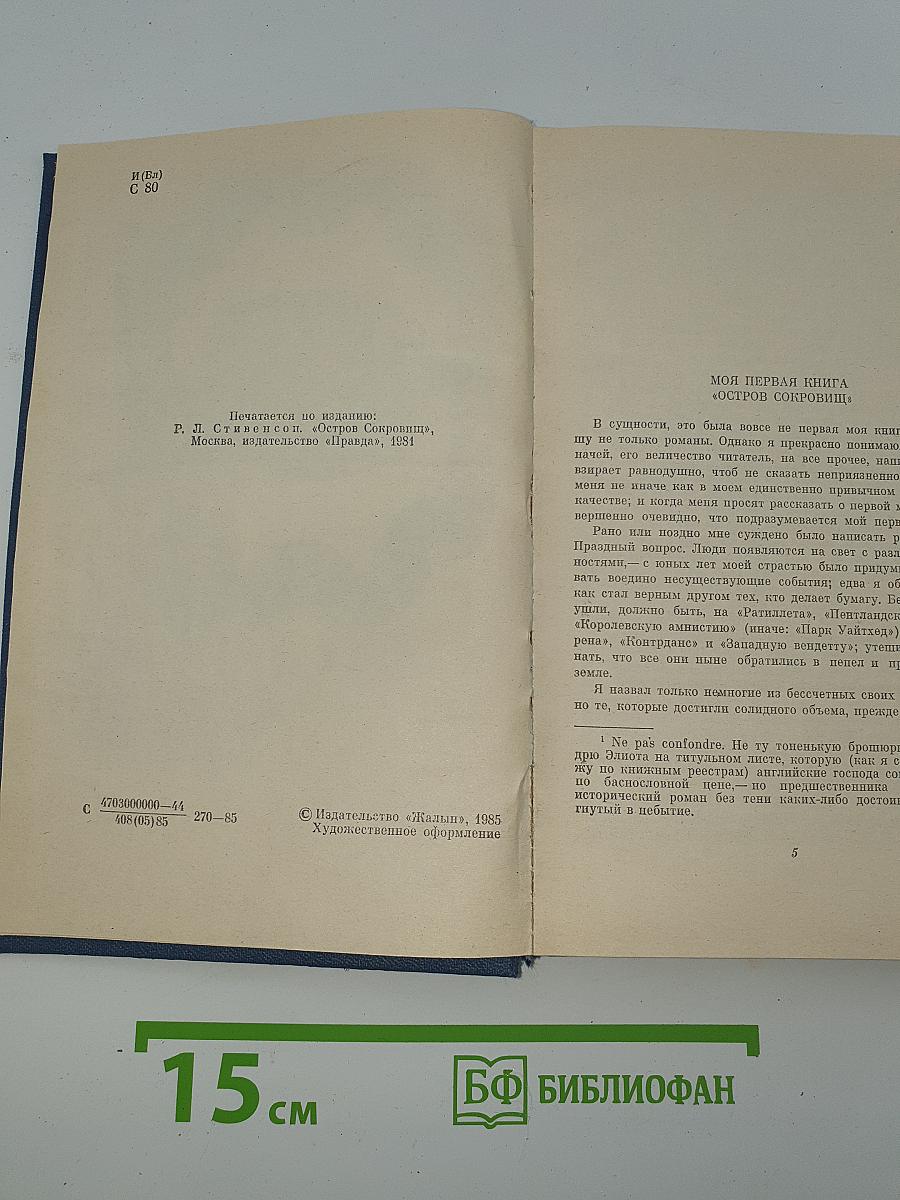 И(Бл)
С 80
Печатается по изданию:
Р. Л. Стивенсон. «Остров Сокровищ»,
Москва, издательство «Правда», 1981
С 4703000000—44 270—85
408(05)85
© Издательство «Жалын», 1985
Художественное оформление
МОЯ ПЕРВАЯ КНИГА
«ОСТРОВ СОКРОВИЩ»
В сущности, это была вовсе не первая моя книг
шу не только романы. Однако я прекрасно понимаю
начей, его величество читатель, на все прочее, нап
взирает равнодушно, чтоб не сказать неприязненно
меня не иначе как в моем единственно привычном
качестве; и когда меня просят рассказать о первой м
вершенно очевидно, что подразумевается мой перв
Рано или поздно мне суждено было написать р
Праздный вопрос. Люди появляются на свет с разл
ностями,— с юных лет моей страстью было придум
вать воедино несуществующие события; едва я об
как стал верным другом тех, кто делает бумагу. Бе
ушли, должно быть, на «Ратиллета», «Пентландск
«Королевскую амнистию» (иначе: «Парк Уайтхед»)
рена», «Контрданс» и «Западную вендетту»; утеши
нать, что все они ныне обратились в пепел и пр
земле.
Я назвал только немногие из бессчетных своих
но те, которые достигли солидного объема, прежде
1 Ne pas confondre. Не ту тоненькую брошюр
дрю Элиота на титульном листе, которую (как я с
жу по книжным реестрам) английские господа со
по баснословной цене,— но предшественника
исторический роман без тени каких-либо достоин
гнутый в небытие.
5
15 см
БФ БИБЛИОФАН